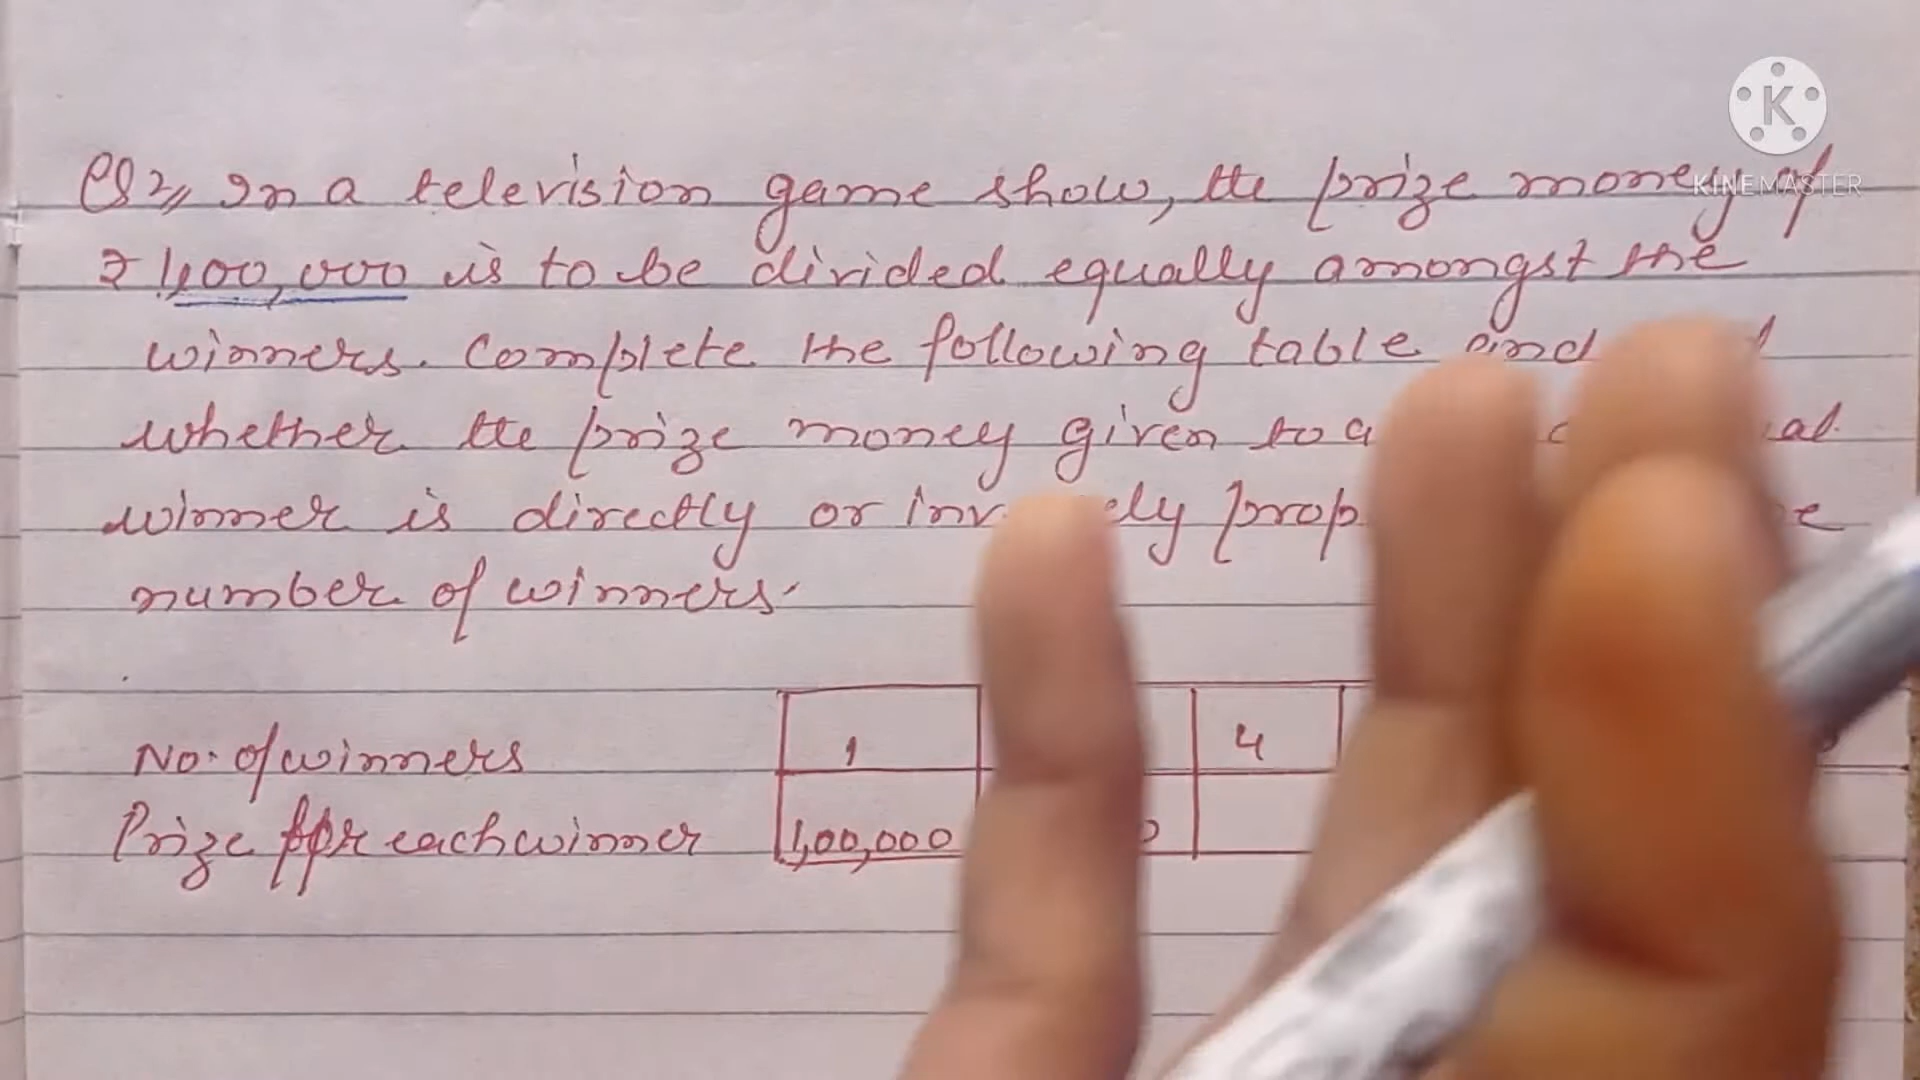 Q2, In a television game show, the prize money of
₹ 1,00,000 is to be divided equally amongst the
winners. Complete the following table and
whether the prize money given to
winner is directly or
number of winners.
No. of winners 1 4
Prize for each winner 1,00,000
K
KINEMASTER